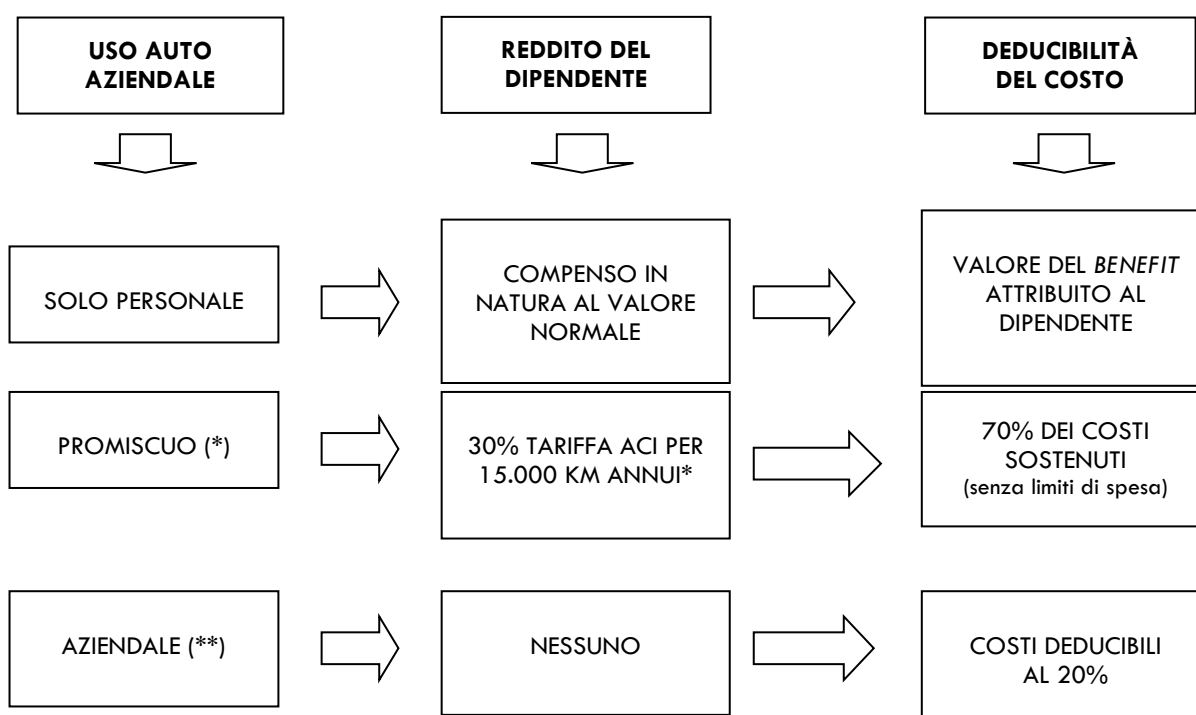 USO AUTO
AZIENDALE
REDDITO DEL
DIPENDENTE
DEDUCIBILITÀ
DEL COSTO
SOLO PERSONALE
COMPENSO IN
NATURA AL VALORE
NORMALE
VALORE DEL BENEFIT
ATTRIBUITO AL
DIPENDENTE
PROMISCUO (*)
30% TARIFFA ACI PER
15.000 KM ANNUI*
70% DEI COSTI
SOSTENUTI
(senza limiti di spesa)
AZIENDALE (**)
NESSUNO
COSTI DEDUCIBILI
AL 20%